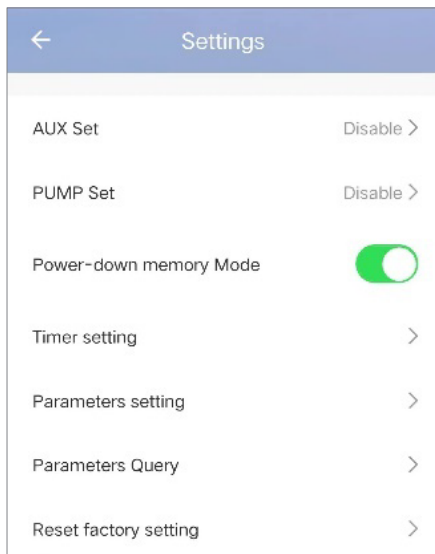 Settings
AUX Set Disable
PUMP Set Disable
Power-down memory Mode
Timer setting
Parameters setting
Parameters Query
Reset factory setting